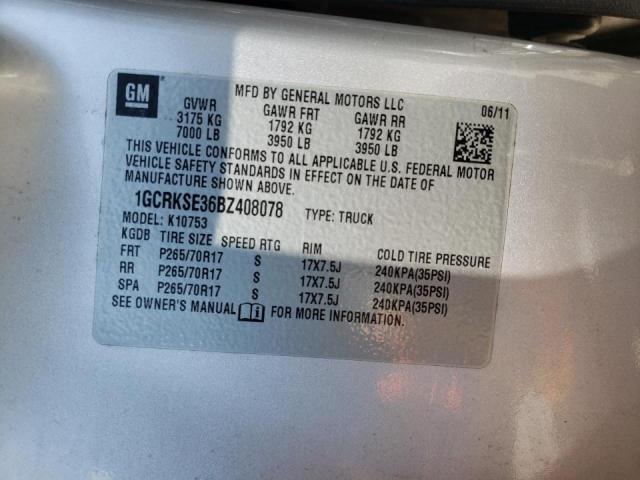 GM
MFD BY GENERAL MOTORS LLC
06/11
GVWR GAWR FRT GAWR RR
3175 KG 1792 KG 1792 KG
7000 LB 3950 LB 3950 LB
THIS VEHICLE CONFORMS TO ALL APPLICABLE U.S. FEDERAL MOTOR
VEHICLE SAFETY STANDARDS IN EFFECT ON THE DATE OF
MANUFACTURE SHOWN ABOVE.
1GCRKSE36BZ408078 TYPE: TRUCK
MODEL: K10753
KGDB TIRE SIZE SPEED RTG RIM COLD TIRE PRESSURE
FRT P265/70R17 S 17X7.5J 240KPA(35PSI)
RR P265/70R17 S 17X7.5J 240KPA(35PSI)
SPA P265/70R17 S 17X7.5J 240KPA(35PSI)
SEE OWNER'S MANUAL FOR MORE INFORMATION.